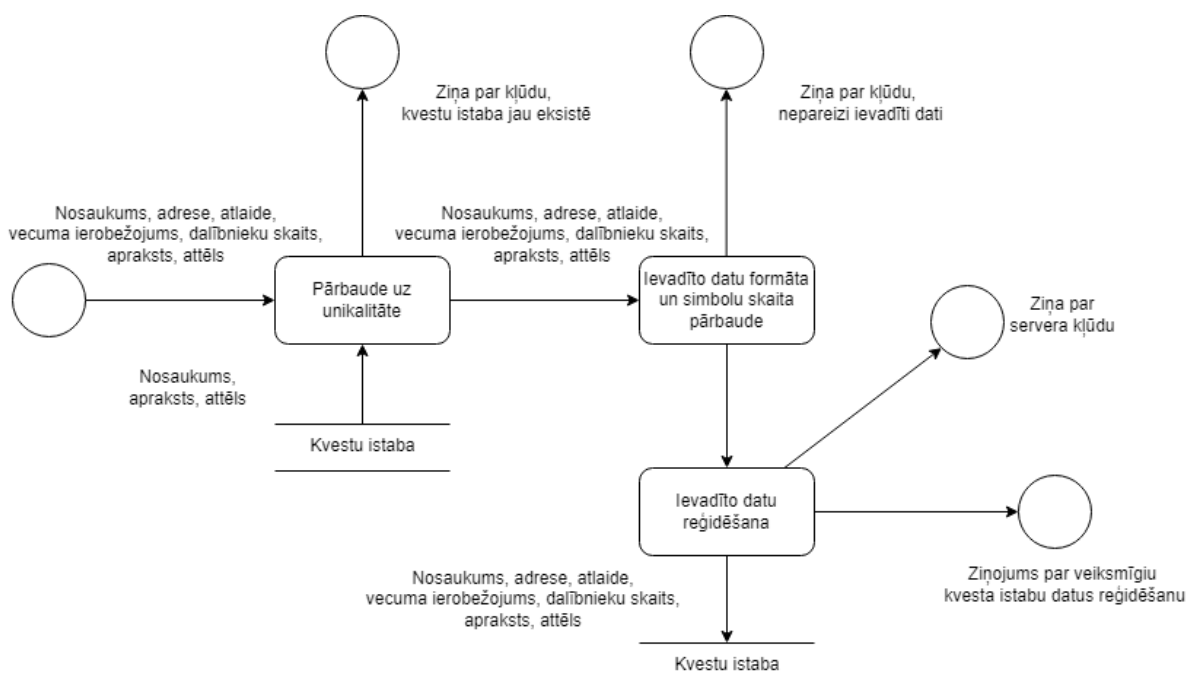 Ziņa par kļūdu,
kvestu istaba jau eksistē
Ziņa par kļūdu,
nepareizi ievadīti dati
Nosaukums, adrese, atlaide,
vecuma ierobežojums, dalībnieku skaits,
apraksts, attēls
Nosaukums, adrese, atlaide,
vecuma ierobežojums, dalībnieku skaits,
apraksts, attēls
Pārbaude uz
unikalitāte
Ievadīto datu formāta
un simbolu skaita
pārbaude
Ziņa par
servera kļūdu
Nosaukums,
apraksts, attēls
Kvestu istaba
Ievadīto datu
reģidēšana
Nosaukums, adrese, atlaide,
vecuma ierobežojums, dalībnieku skaits,
apraksts, attēls
Ziņojums par veiksmīgiu
kvesta istabu datus reģidēšanu
Kvestu istaba